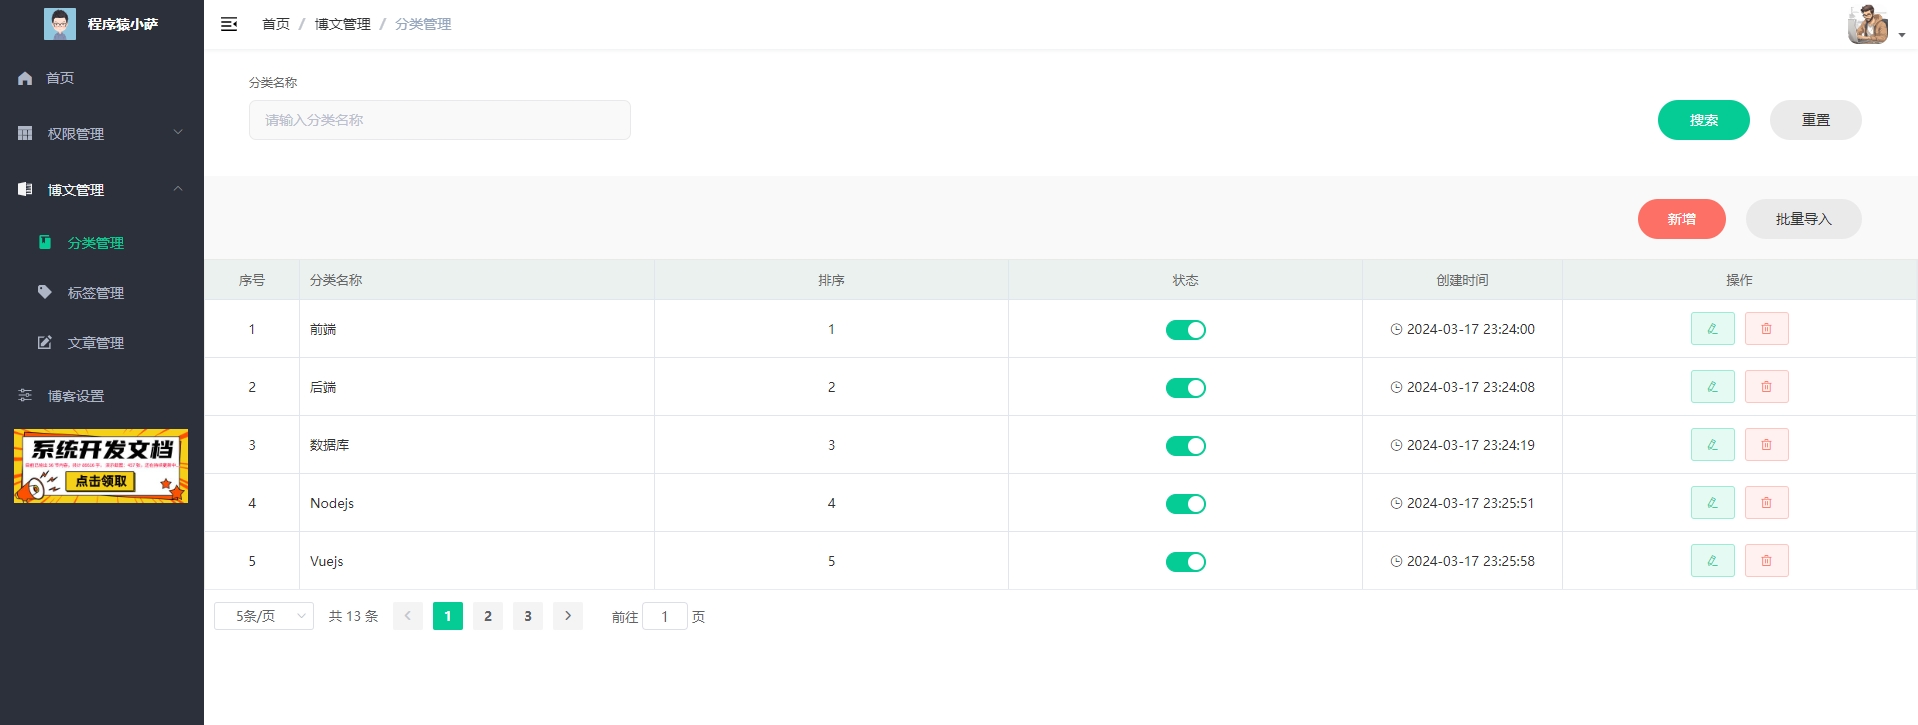 程序猿小萨
首页 / 博文管理 / 分类管理
首页
权限管理
博文管理
分类管理
标签管理
文章管理
博客设置
系统开发文档
点击领取
分类名称
请输入分类名称
搜索 重置
新增 批量导入
序号 分类名称 排序 状态 创建时间 操作
1 前端 1 2024-03-17 23:24:00
2 后端 2 2024-03-17 23:24:08
3 数据库 3 2024-03-17 23:24:19
4 Nodejs 4 2024-03-17 23:25:51
5 Vuejs 5 2024-03-17 23:25:58
5条/页 共 13 条 1 2 3 前往 1 页